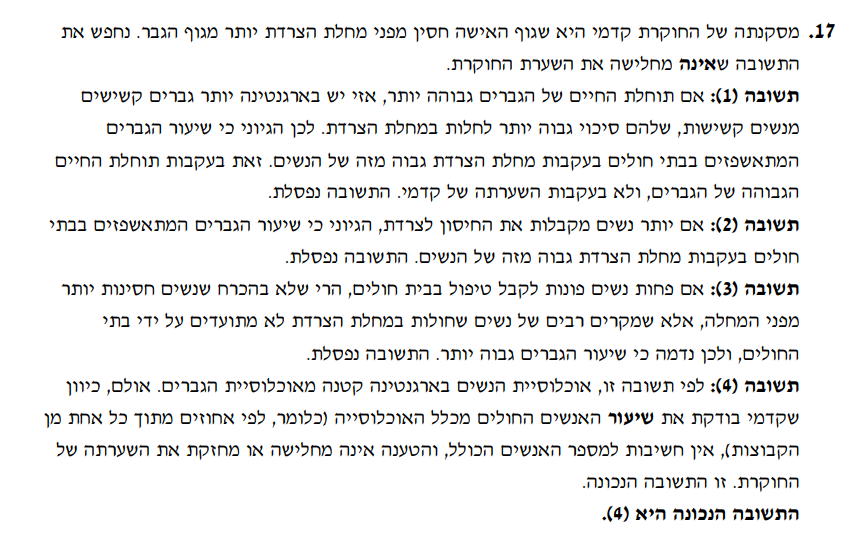 17. מסקנתה של החוקרת קדמי היא שגוף האישה חסין מפני מחלת הצרדת יותר מגוף הגבר. נחפש את
התשובה שאינה מחלישה את השערת החוקרת.
תשובה (1): אם תוחלת החיים של הגברים גבוהה יותר, אזי יש בארגנטינה יותר גברים קשישים
מנשים קשישות, שלהם סיכוי גבוה יותר לחלות במחלת הצרדת. לכן הגיוני כי שיעור הגברים
המתאשפזים בבתי חולים בעקבות מחלת הצרדת גבוה מזה של הנשים. זאת בעקבות תוחלת החיים
הגבוהה של הגברים, ולא בעקבות השערתה של קדמי. התשובה נפסלת.
תשובה (2): אם יותר נשים מקבלות את החיסון לצרדת, הגיוני כי שיעור הגברים המתאשפזים בבתי
חולים בעקבות מחלת הצרדת גבוה מזה של הנשים. התשובה נפסלת.
תשובה (3): אם פחות נשים פונות לקבל טיפול בבית חולים, הרי שלא בהכרח שנשים חסינות יותר
מפני המחלה, אלא שמקרים רבים של נשים שחולות במחלת הצרדת לא מתועדים על ידי בתי
החולים, ולכן נדמה כי שיעור הגברים גבוה יותר. התשובה נפסלת.
תשובה (4): לפי תשובה זו, אוכלוסיית הנשים בארגנטינה קטנה מאוכלוסיית הגברים. אולם, כיוון
שקדמי בודקת את שיעור האנשים החולים מכלל האוכלוסייה (כלומר, לפי אחוזים מתוך כל אחת מן
הקבוצות), אין חשיבות למספר האנשים הכולל, והטענה אינה מחלישה או מחזקת את השערתה של
החוקרת. זו התשובה הנכונה.
התשובה הנכונה היא (4).